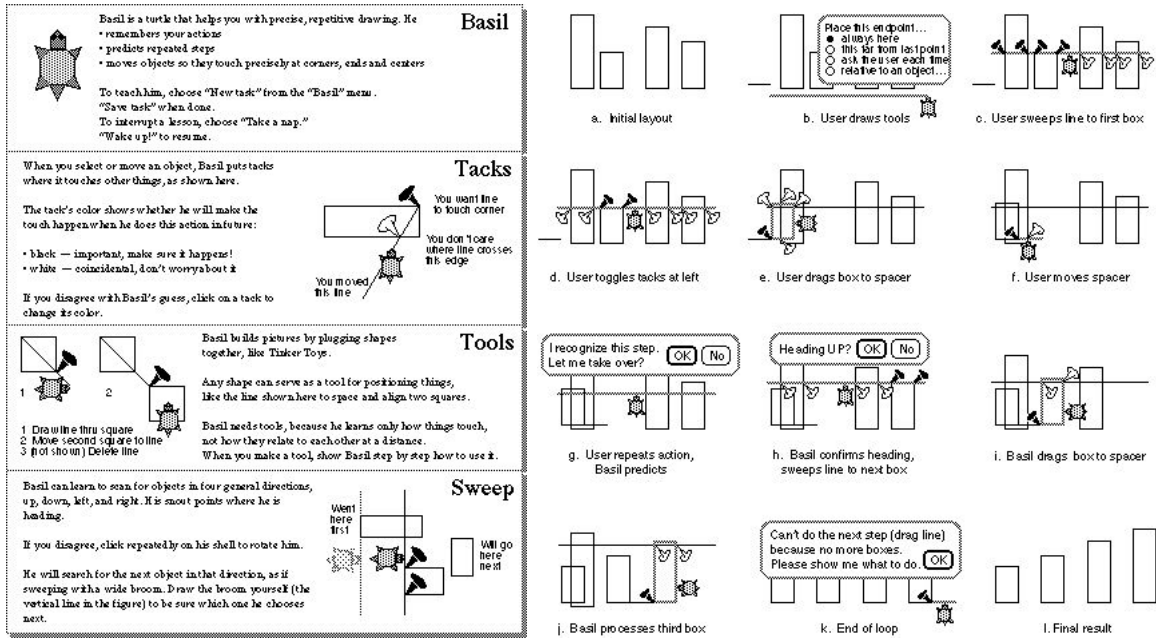 Basil
Basil is a turtle that helps you with precise, repetitive drawing. He
• remembers your actions
• predicts repeated steps
• moves objects so they touch precisely at corners, ends and centers
To teach him, choose "New task" from the "Basil" menu.
"Save task" when done.
To interrupt a lesson, choose "Take a nap."
"Wake up!" to resume.
Tacks
When you select or move an object, Basil puts tacks
where it touches other things, as shown here.
The tack's color shows whether he will make the
touch happen when he does this action in future:
• black — important, make sure it happens!
• white — coincidental, don't worry about it
If you disagree with Basil's guess, click on a tack to
change its color.
You want line
to touch corner
You don't care
where line crosses
this edge
You moved
this line
Tools
Basil builds pictures by plugging shapes
together, like Tinker Toys.
Any shape can serve as a tool for positioning things,
like the line shown here to space and align two squares.
Basil needs tools, because he learns only how things touch,
not how they relate to each other at a distance.
When you make a tool, show Basil step by step how to use it.
1
2
1 Draw line thru square
2 Move second square to line
3 (not shown) Delete line
Sweep
Basil can learn to scan for objects in four general directions,
up, down, left, and right. His snout points where he is
heading.
If you disagree, click repeatedly on his shell to rotate him.
He will search for the next object in that direction, as if
sweeping with a wide broom. Draw the broom yourself (the
vertical line in the figure) to be sure which one he chooses
next.
Went
here
first
Will go
here
next
a. Initial layout
Place this endpoint...
always here
this far from last point
ask the user each time
relative to an object...
b. User draws tools
c. User sweeps line to first box
d. User toggles tacks at left
e. User drags box to spacer
f. User moves spacer
I recognize this step.
Let me take over?
OK
No
g. User repeats action,
Basil predicts
Heading UP?
OK
No
h. Basil confirms heading,
sweeps line to next box
i. Basil drags box to spacer
j. Basil processes third box
Can't do the next step (drag line)
because no more boxes.
Please show me what to do.
OK
k. End of loop
l. Final result